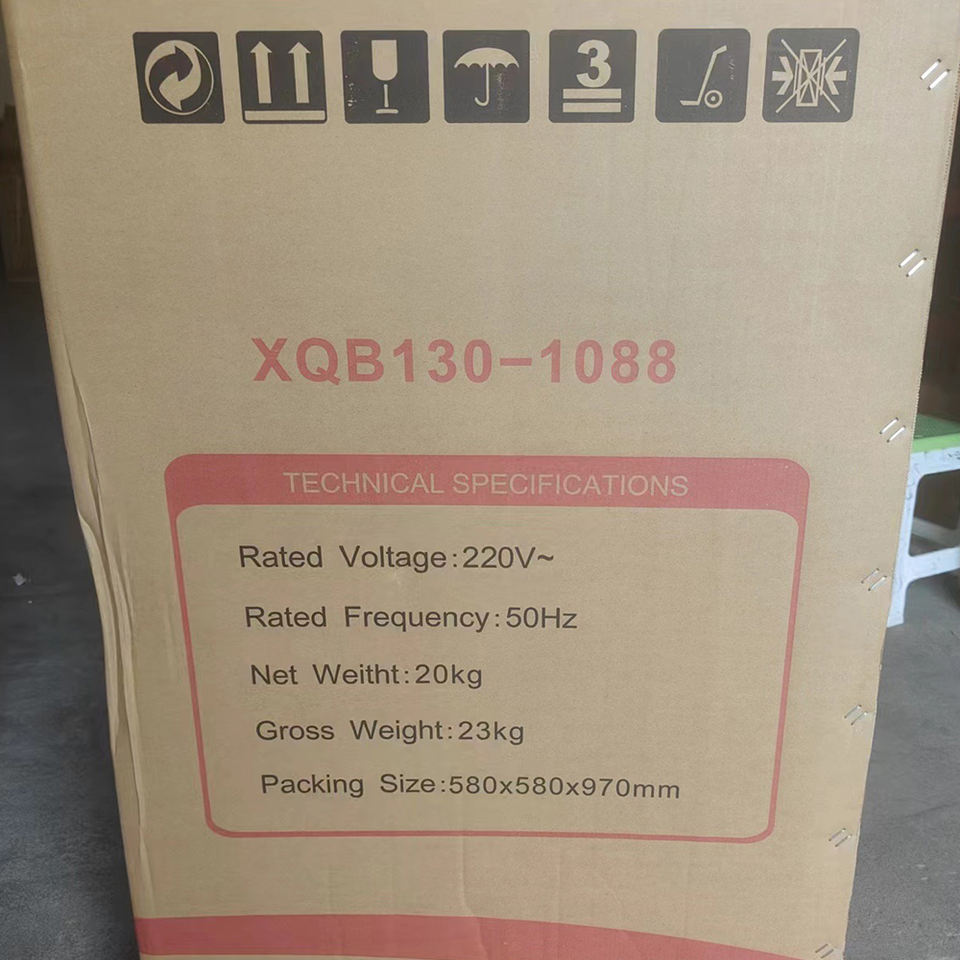 3
XQB130-1088
TECHNICAL SPECIFICATIONS
Rated Voltage:220V~
Rated Frequency:50Hz
Net Weitht:20kg
Gross Weight:23kg
Packing Size:580x580x970mm